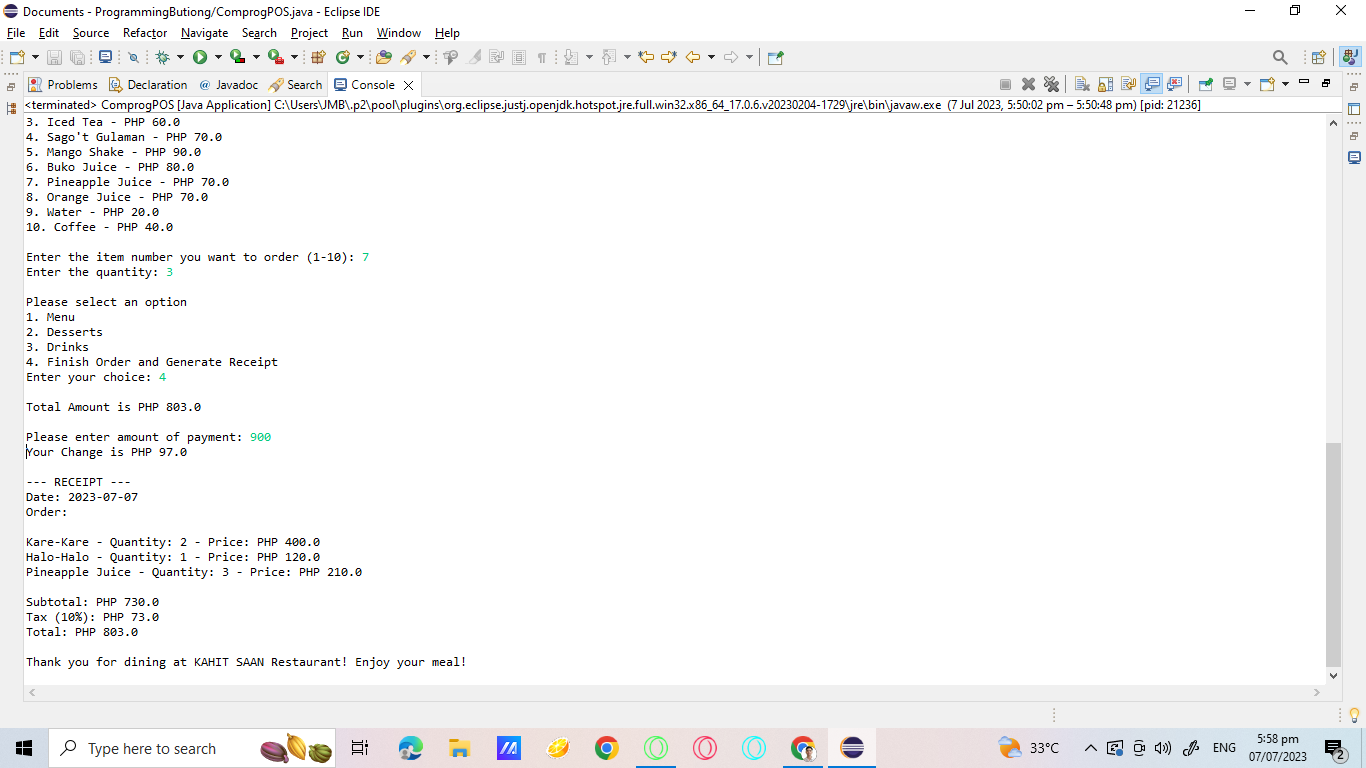 Documents - ProgrammingButiong/ComprogPOS.java - Eclipse IDE
File Edit Source Refactor Navigate Search Project Run Window Help
Problems Declaration @ Javadoc Search Console
<terminated> ComprogPOS [Java Application] C:\Users\JMB\.p2\pool\plugins\org.eclipse.justj.openjdk.hotspot.jre.full.win32.x86_64_17.0.6.v20230204-1729\jre\bin\javaw.exe (7 Jul 2023, 5:50:02 pm – 5:50:48 pm) [pid: 21236]
3. Iced Tea - PHP 60.0
4. Sago't Gulaman - PHP 70.0
5. Mango Shake - PHP 90.0
6. Buko Juice - PHP 80.0
7. Pineapple Juice - PHP 70.0
8. Orange Juice - PHP 70.0
9. Water - PHP 20.0
10. Coffee - PHP 40.0
Enter the item number you want to order (1-10): 7
Enter the quantity: 3
Please select an option
1. Menu
2. Desserts
3. Drinks
4. Finish Order and Generate Receipt
Enter your choice: 4
Total Amount is PHP 803.0
Please enter amount of payment: 900
Your Change is PHP 97.0
--- RECEIPT ---
Date: 2023-07-07
Order:
Kare-Kare - Quantity: 2 - Price: PHP 400.0
Halo-Halo - Quantity: 1 - Price: PHP 120.0
Pineapple Juice - Quantity: 3 - Price: PHP 210.0
Subtotal: PHP 730.0
Tax (10%): PHP 73.0
Total: PHP 803.0
Thank you for dining at KAHIT SAAN Restaurant! Enjoy your meal!
Type here to search
33°C
ENG
5:58 pm
07/07/2023
2